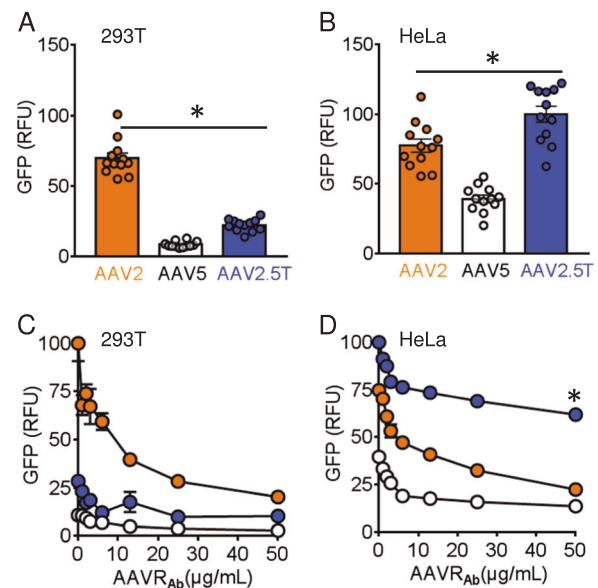 A 293T
150
100
50
0
GFP (RFU)
*
AAV2 AAV5 AAV2.5T
B HeLa
150
100
50
0
GFP (RFU)
*
AAV2 AAV5 AAV2.5T
C 293T
100
75
50
25
0
GFP (RFU)
0 10 20 30 40 50
AAVRAb(µg/mL)
D HeLa
100
75
50
25
0
GFP (RFU)
*
0 10 20 30 40 50
AAVRAb(µg/mL)